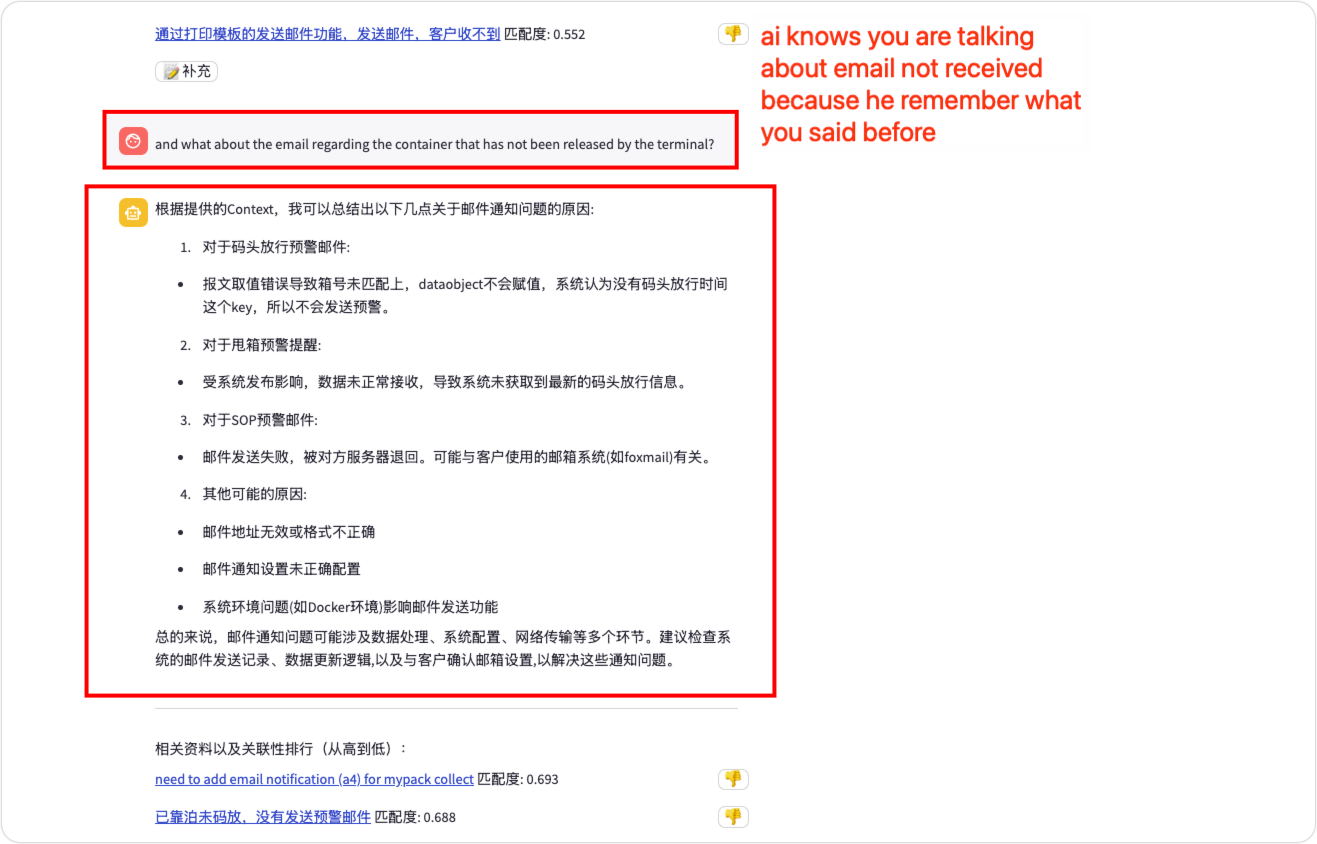 通过打印模板的发送邮件功能，发送邮件，客户收不到 匹配度: 0.552
ai knows you are talking
about email not received
because he remember what
you said before
补充
and what about the email regarding the container that has not been released by the terminal?
根据提供的Context，我可以总结出以下几点关于邮件通知问题的原因:
1. 对于码头放行预警邮件:
• 报文取值错误导致箱号未匹配上，dataobject不会赋值，系统认为没有码头放行时间
这个key，所以不会发送预警。
2. 对于甩箱预警提醒:
• 受系统发布影响，数据未正常接收，导致系统未获取到最新的码头放行信息。
3. 对于SOP预警邮件:
• 邮件发送失败，被对方服务器退回。可能与客户使用的邮箱系统(如foxmail)有关。
4. 其他可能的原因:
• 邮件地址无效或格式不正确
• 邮件通知设置未正确配置
• 系统环境问题(如Docker环境)影响邮件发送功能
总的来说，邮件通知问题可能涉及数据处理、系统配置、网络传输等多个环节。建议检查系
统的邮件发送记录、数据更新逻辑,以及与客户确认邮箱设置,以解决这些通知问题。
相关资料以及关联性排行（从高到低）:
need to add email notification (a4) for mypack collect 匹配度: 0.693
已靠泊未码放，没有发送预警邮件 匹配度: 0.688